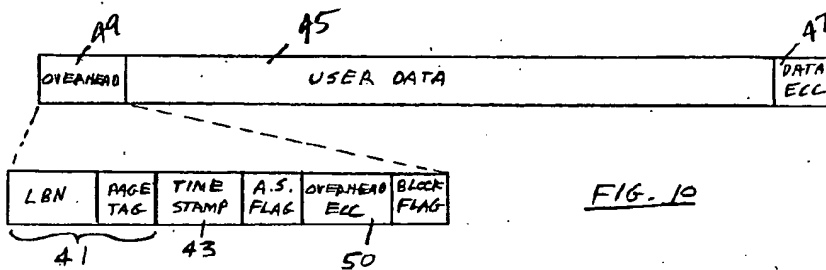 49 45 47
OVERHEAD USER DATA DATA ECC
LBN PAGE TAG TIME STAMP A.S. FLAG OVERHEAD ECC BLOCK FLAG
FIG. 10
41 43 50